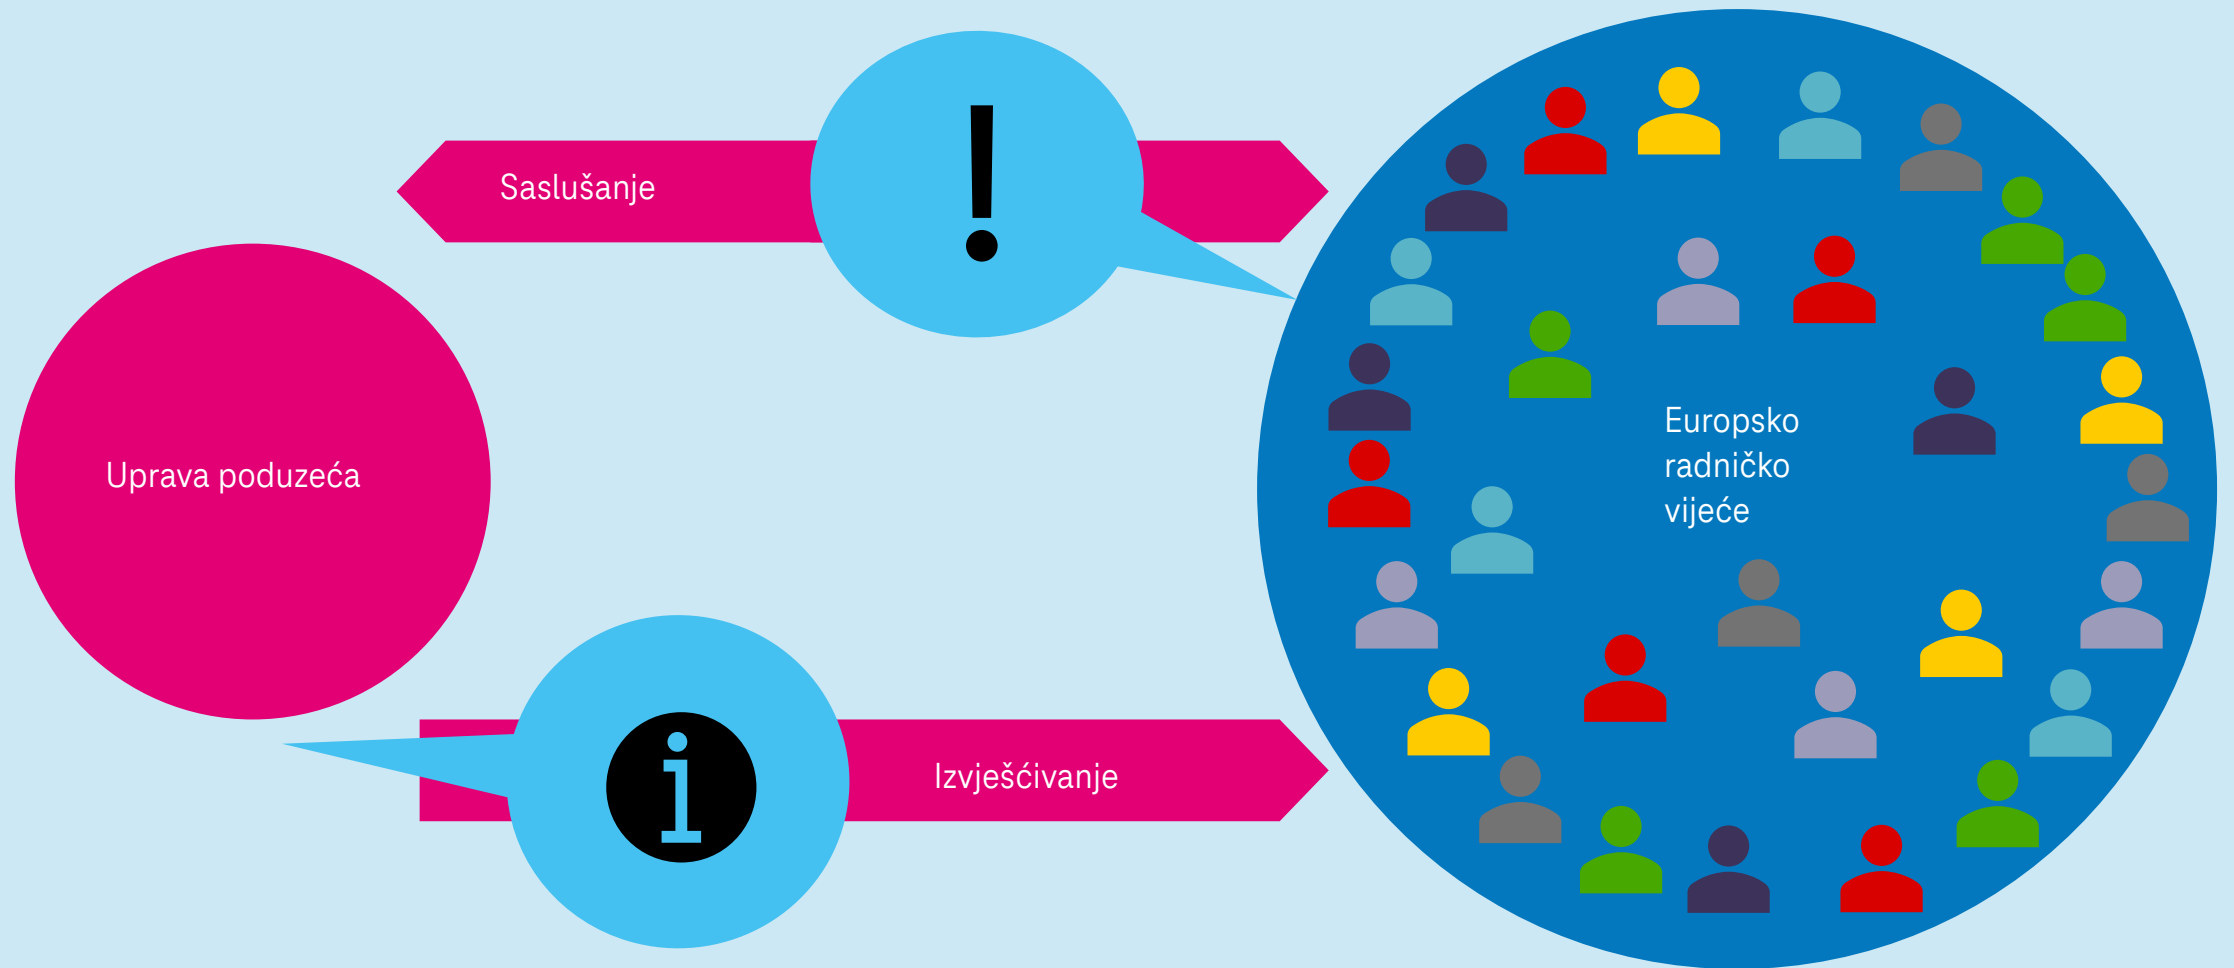 Saslušanje
!
Uprava poduzeća
Europsko
radničko
vijeće
i
Izvješćivanje